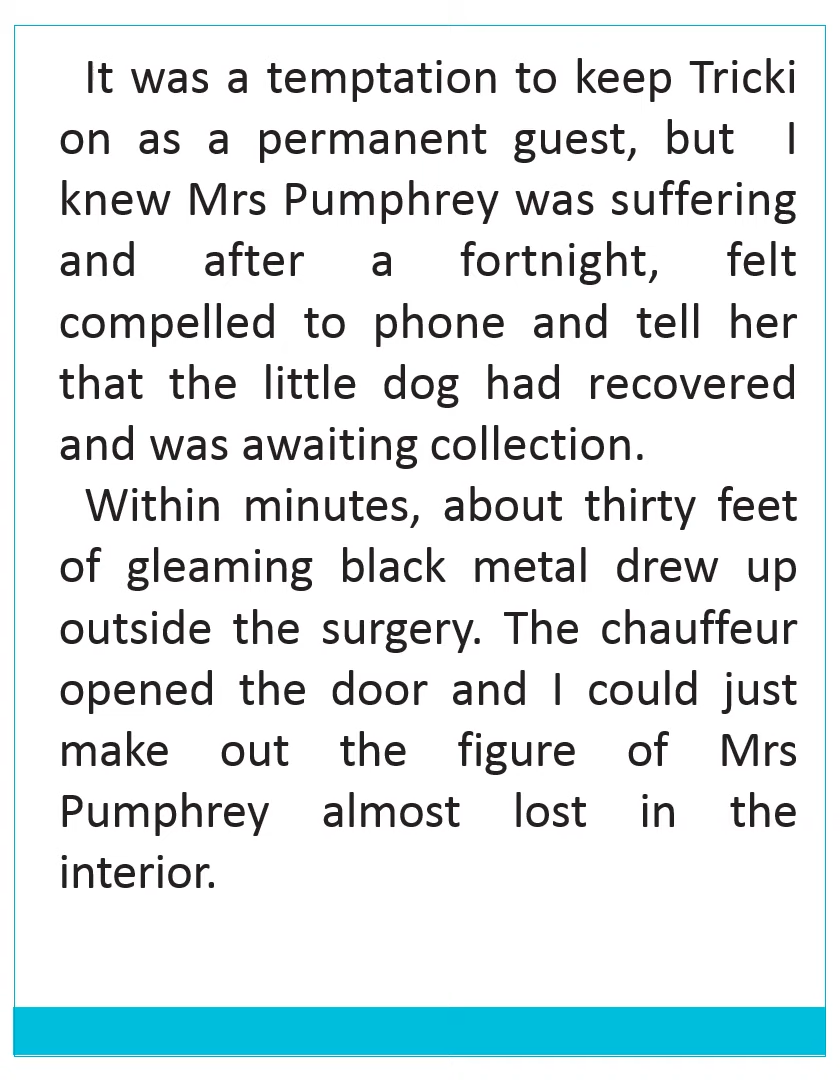 It was a temptation to keep Tricki
on as a permanent guest, but I
knew Mrs Pumphrey was suffering
and after a fortnight, felt
compelled to phone and tell her
that the little dog had recovered
and was awaiting collection.
Within minutes, about thirty feet
of gleaming black metal drew up
outside the surgery. The chauffeur
opened the door and I could just
make out the figure of Mrs
Pumphrey almost lost in the
interior.